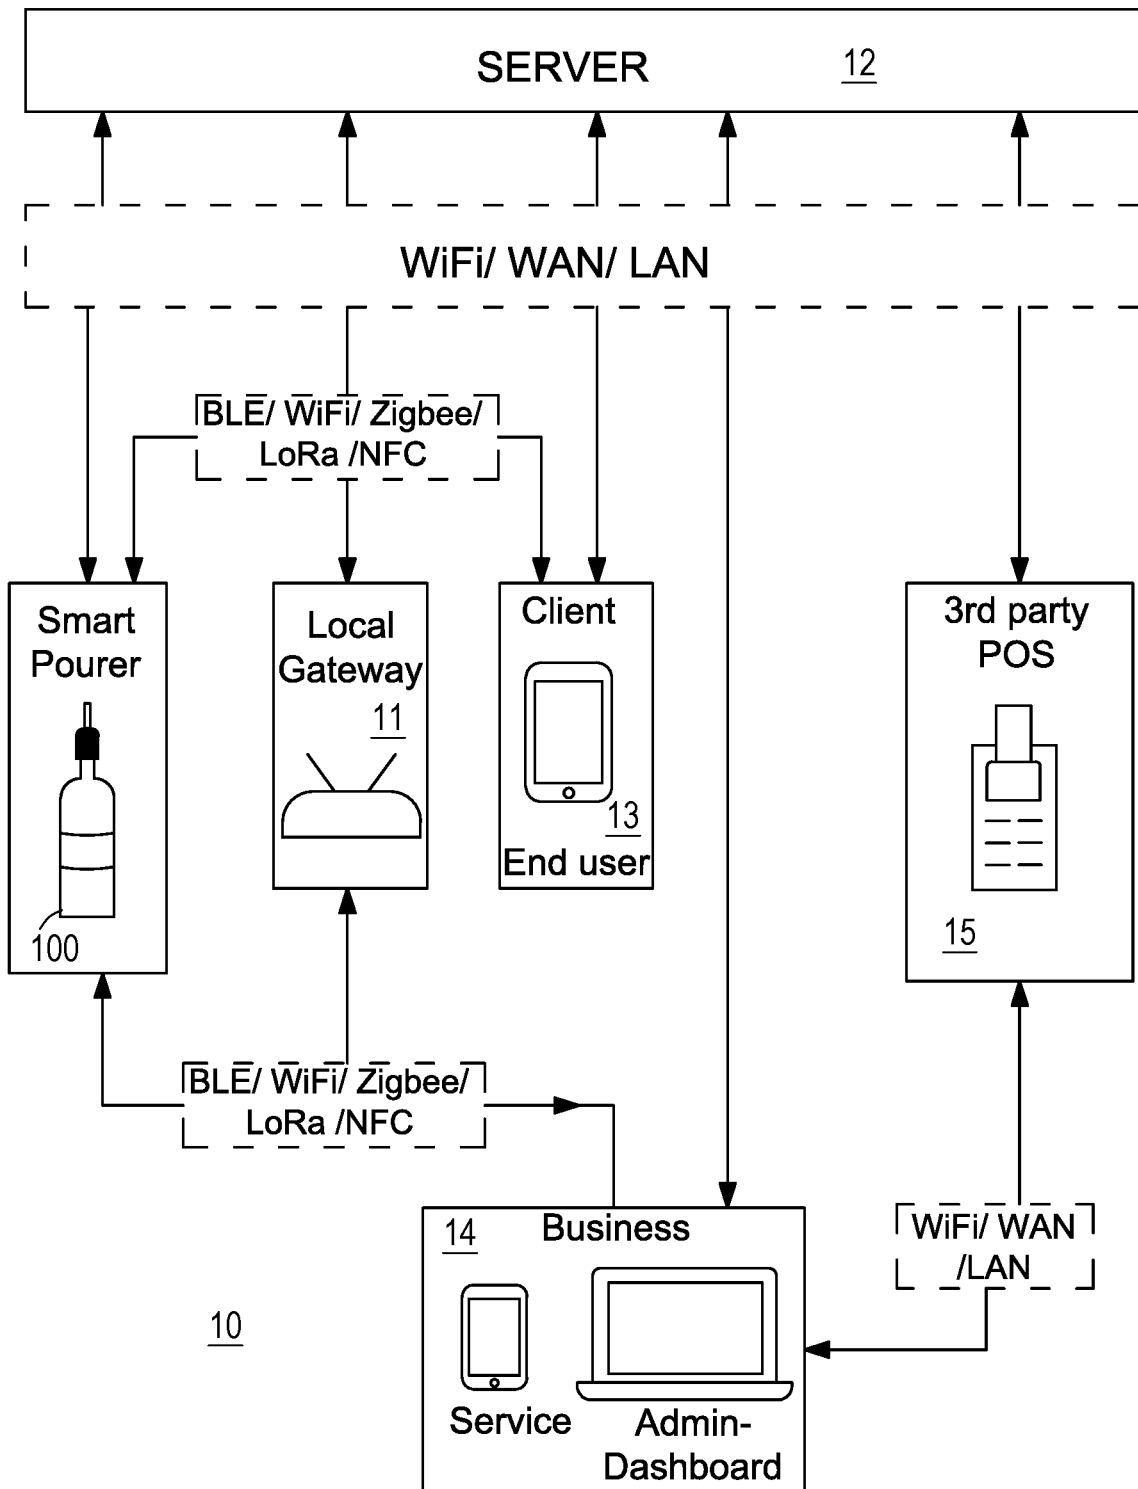 SERVER 12
WiFi/ WAN/ LAN
BLE/ WiFi/ Zigbee/
LoRa /NFC
Smart
Pourer
100
Local
Gateway
11
Client
13
End user
3rd party
POS
15
BLE/ WiFi/ Zigbee/
LoRa /NFC
WiFi/ WAN
/LAN
14 Business
Service
Admin-
Dashboard
10